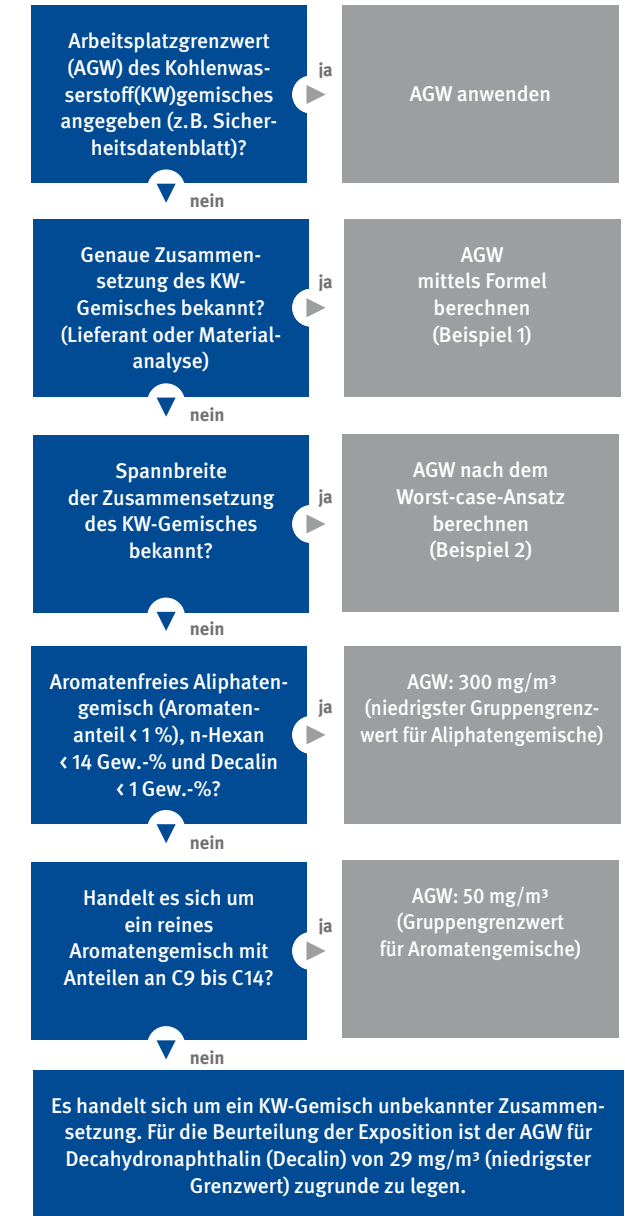 Arbeitsplatzgrenzwert
(AGW) des Kohlenwas-
serstoff(KW)gemisches
angegeben (z.B. Sicher-
heitsdatenblatt)?
ja
AGW anwenden
nein
Genaue Zusammen-
setzung des KW-
Gemisches bekannt?
(Lieferant oder Material-
analyse)
ja
AGW
mittels Formel
berechnen
(Beispiel 1)
nein
Spannbreite
der Zusammensetzung
des KW-Gemisches
bekannt?
ja
AGW nach dem
Worst-case-Ansatz
berechnen
(Beispiel 2)
nein
Aromatenfreies Aliphaten-
gemisch (Aromaten-
anteil < 1 %), n-Hexan
< 14 Gew.-% und Decalin
< 1 Gew.-%?
ja
AGW: 300 mg/m³
(niedrigster Gruppengrenz-
wert für Aliphatengemische)
nein
Handelt es sich um
ein reines
Aromatengemisch mit
Anteilen an C9 bis C14?
ja
AGW: 50 mg/m³
(Gruppengrenzwert
für Aromatengemische)
nein
Es handelt sich um ein KW-Gemisch unbekannter Zusammen-
setzung. Für die Beurteilung der Exposition ist der AGW für
Decahydronaphthalin (Decalin) von 29 mg/m³ (niedrigster
Grenzwert) zugrunde zu legen.